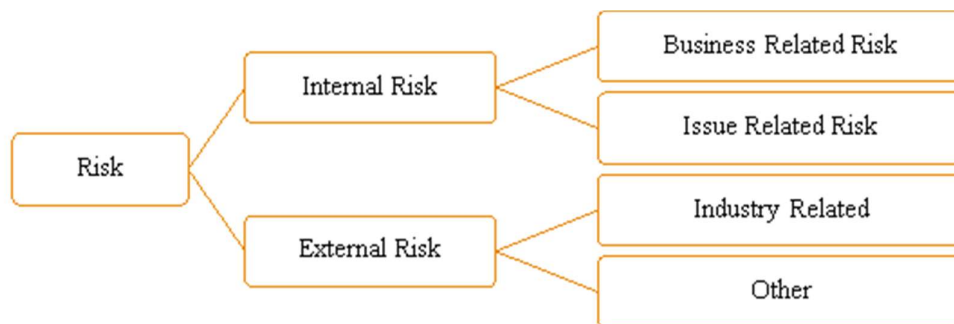 Risk
Internal Risk
Business Related Risk
Issue Related Risk
External Risk
Industry Related
Other